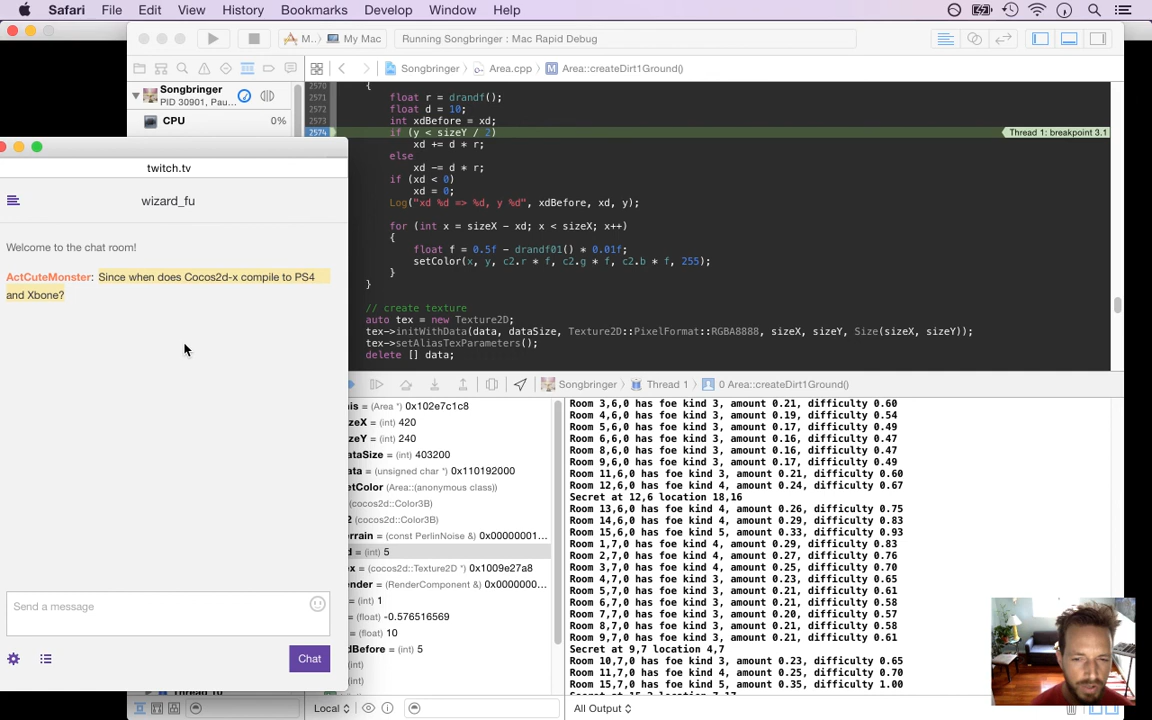 Safari File Edit View History Bookmarks Develop Window Help
M... My Mac Running Songbringer : Mac Rapid Debug
Songbringer Area.cpp M Area::createDirt1Ground()
Songbringer
PID 30901, Pau...
CPU 0%
2570 {
2571 float r = drandf();
2572 float d = 10;
2573 int xdBefore = xd;
2574 if (y < sizeY / 2) Thread 1: breakpoint 3.1
xd += d * r;
else
xd -= d * r;
if (xd < 0)
xd = 0;
Log("xd %d => %d, y %d", xdBefore, xd, y);
for (int x = sizeX - xd; x < sizeX; x++)
{
float f = 0.5f - drandf01() * 0.01f;
setColor(x, y, c2.r * f, c2.g * f, c2.b * f, 255);
}
}
// create texture
auto tex = new Texture2D;
tex->initWithData(data, dataSize, Texture2D::PixelFormat::RGBA8888, sizeX, sizeY, Size(sizeX, sizeY));
tex->setAliasTexParameters();
delete [] data;
twitch.tv
wizard_fu
Welcome to the chat room!
ActCuteMonster: Since when does Cocos2d-x compile to PS4
and Xbone?
Send a message
Chat
Songbringer Thread 1 0 Area::createDirt1Ground()
his = (Area *) 0x102e7c1c8
izeX = (int) 420
izeY = (int) 240
ataSize = (int) 403200
ata = (unsigned char *) 0x110192000
etColor (Area::(anonymous class))
(cocos2d::Color3B)
2 (cocos2d::Color3B)
errain = (const PerlinNoise &) 0x00000001...
d = (int) 5
ex = (cocos2d::Texture2D *) 0x1009e27a8
ender = (RenderComponent &) 0x0000000...
(int) 1
(float) -0.576516569
(float) 10
dBefore = (int) 5
(int)
(int)
Local
Room 3,6,0 has foe kind 3, amount 0.21, difficulty 0.60
Room 4,6,0 has foe kind 3, amount 0.19, difficulty 0.54
Room 5,6,0 has foe kind 3, amount 0.17, difficulty 0.49
Room 6,6,0 has foe kind 3, amount 0.16, difficulty 0.47
Room 8,6,0 has foe kind 3, amount 0.16, difficulty 0.47
Room 9,6,0 has foe kind 3, amount 0.17, difficulty 0.49
Room 11,6,0 has foe kind 3, amount 0.21, difficulty 0.60
Room 12,6,0 has foe kind 4, amount 0.24, difficulty 0.67
Secret at 12,6 location 18,16
Room 13,6,0 has foe kind 4, amount 0.26, difficulty 0.75
Room 14,6,0 has foe kind 4, amount 0.29, difficulty 0.83
Room 15,6,0 has foe kind 5, amount 0.33, difficulty 0.93
Room 1,7,0 has foe kind 4, amount 0.29, difficulty 0.83
Room 2,7,0 has foe kind 4, amount 0.27, difficulty 0.76
Room 3,7,0 has foe kind 4, amount 0.25, difficulty 0.70
Room 4,7,0 has foe kind 4, amount 0.23, difficulty 0.65
Room 5,7,0 has foe kind 3, amount 0.21, difficulty 0.61
Room 6,7,0 has foe kind 3, amount 0.21, difficulty 0.58
Room 7,7,0 has foe kind 3, amount 0.20, difficulty 0.57
Room 8,7,0 has foe kind 3, amount 0.21, difficulty 0.58
Room 9,7,0 has foe kind 3, amount 0.21, difficulty 0.61
Secret at 9,7 location 4,7
Room 10,7,0 has foe kind 3, amount 0.23, difficulty 0.65
Room 11,7,0 has foe kind 4, amount 0.25, difficulty 0.70
Room 15,7,0 has foe kind 5, amount 0.35, difficulty 1.00
All Output